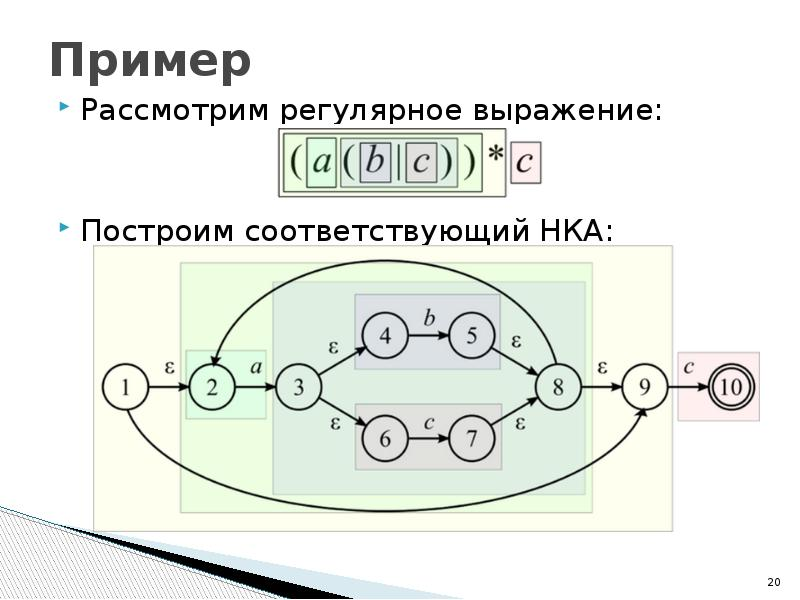 Пример
Рассмотрим регулярное выражение:
(a(b|c))*c
Построим соответствующий НКА:
ε a ε b ε ε c
1 2 3 4 5 8 9 10
ε c ε
6 7
20